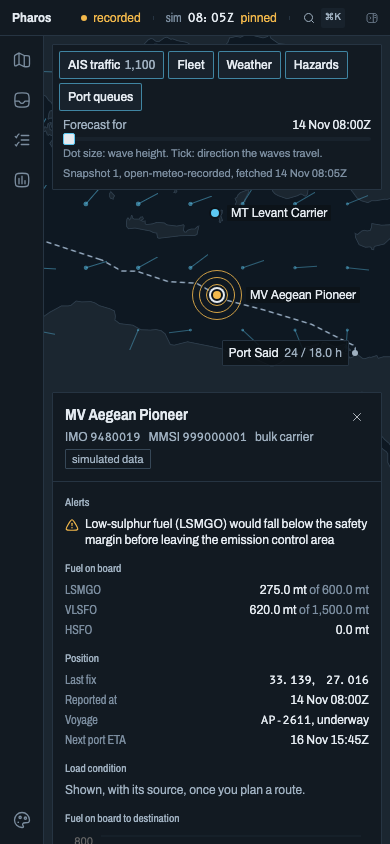 Pharos recorded sim 08:05Z pinned ⌘K
AIS traffic 1,100 Fleet Weather Hazards
Port queues
Forecast for 14 Nov 08:00Z
Dot size: wave height. Tick: direction the waves travel.
Snapshot 1, open-meteo-recorded, fetched 14 Nov 08:05Z
MT Levant Carrier
MV Aegean Pioneer
Port Said 24 / 18.0 h
MV Aegean Pioneer
IMO 9480019 MMSI 999000001 bulk carrier
simulated data
Alerts
Low-sulphur fuel (LSMGO) would fall below the safety
margin before leaving the emission control area
Fuel on board
LSMGO 275.0 mt of 600.0 mt
VLSFO 620.0 mt of 1,500.0 mt
HSFO 0.0 mt
Position
Last fix 33.139, 27.016
Reported at 14 Nov 08:00Z
Voyage AP-2611, underway
Next port ETA 16 Nov 15:45Z
Load condition
Shown, with its source, once you plan a route.
Fuel on board to destination
800